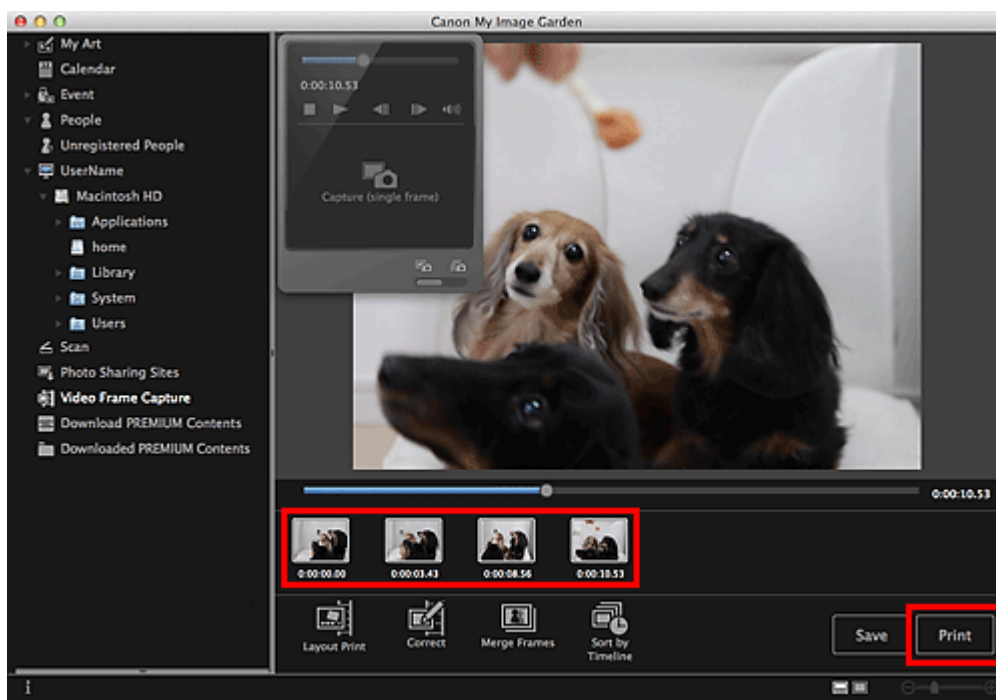 Canon My Image Garden
My Art
Calendar
Event
People
Unregistered People
UserName
Macintosh HD
Applications
home
Library
System
Users
Scan
Photo Sharing Sites
Video Frame Capture
Download PREMIUM Contents
Downloaded PREMIUM Contents
0:00:10.53
Capture (single frame)
0:00:10.53
0:00:00.00
0:00:03.43
0:00:08.56
0:00:10.53
Layout Print
Correct
Merge Frames
Sort by
Timeline
Save
Print